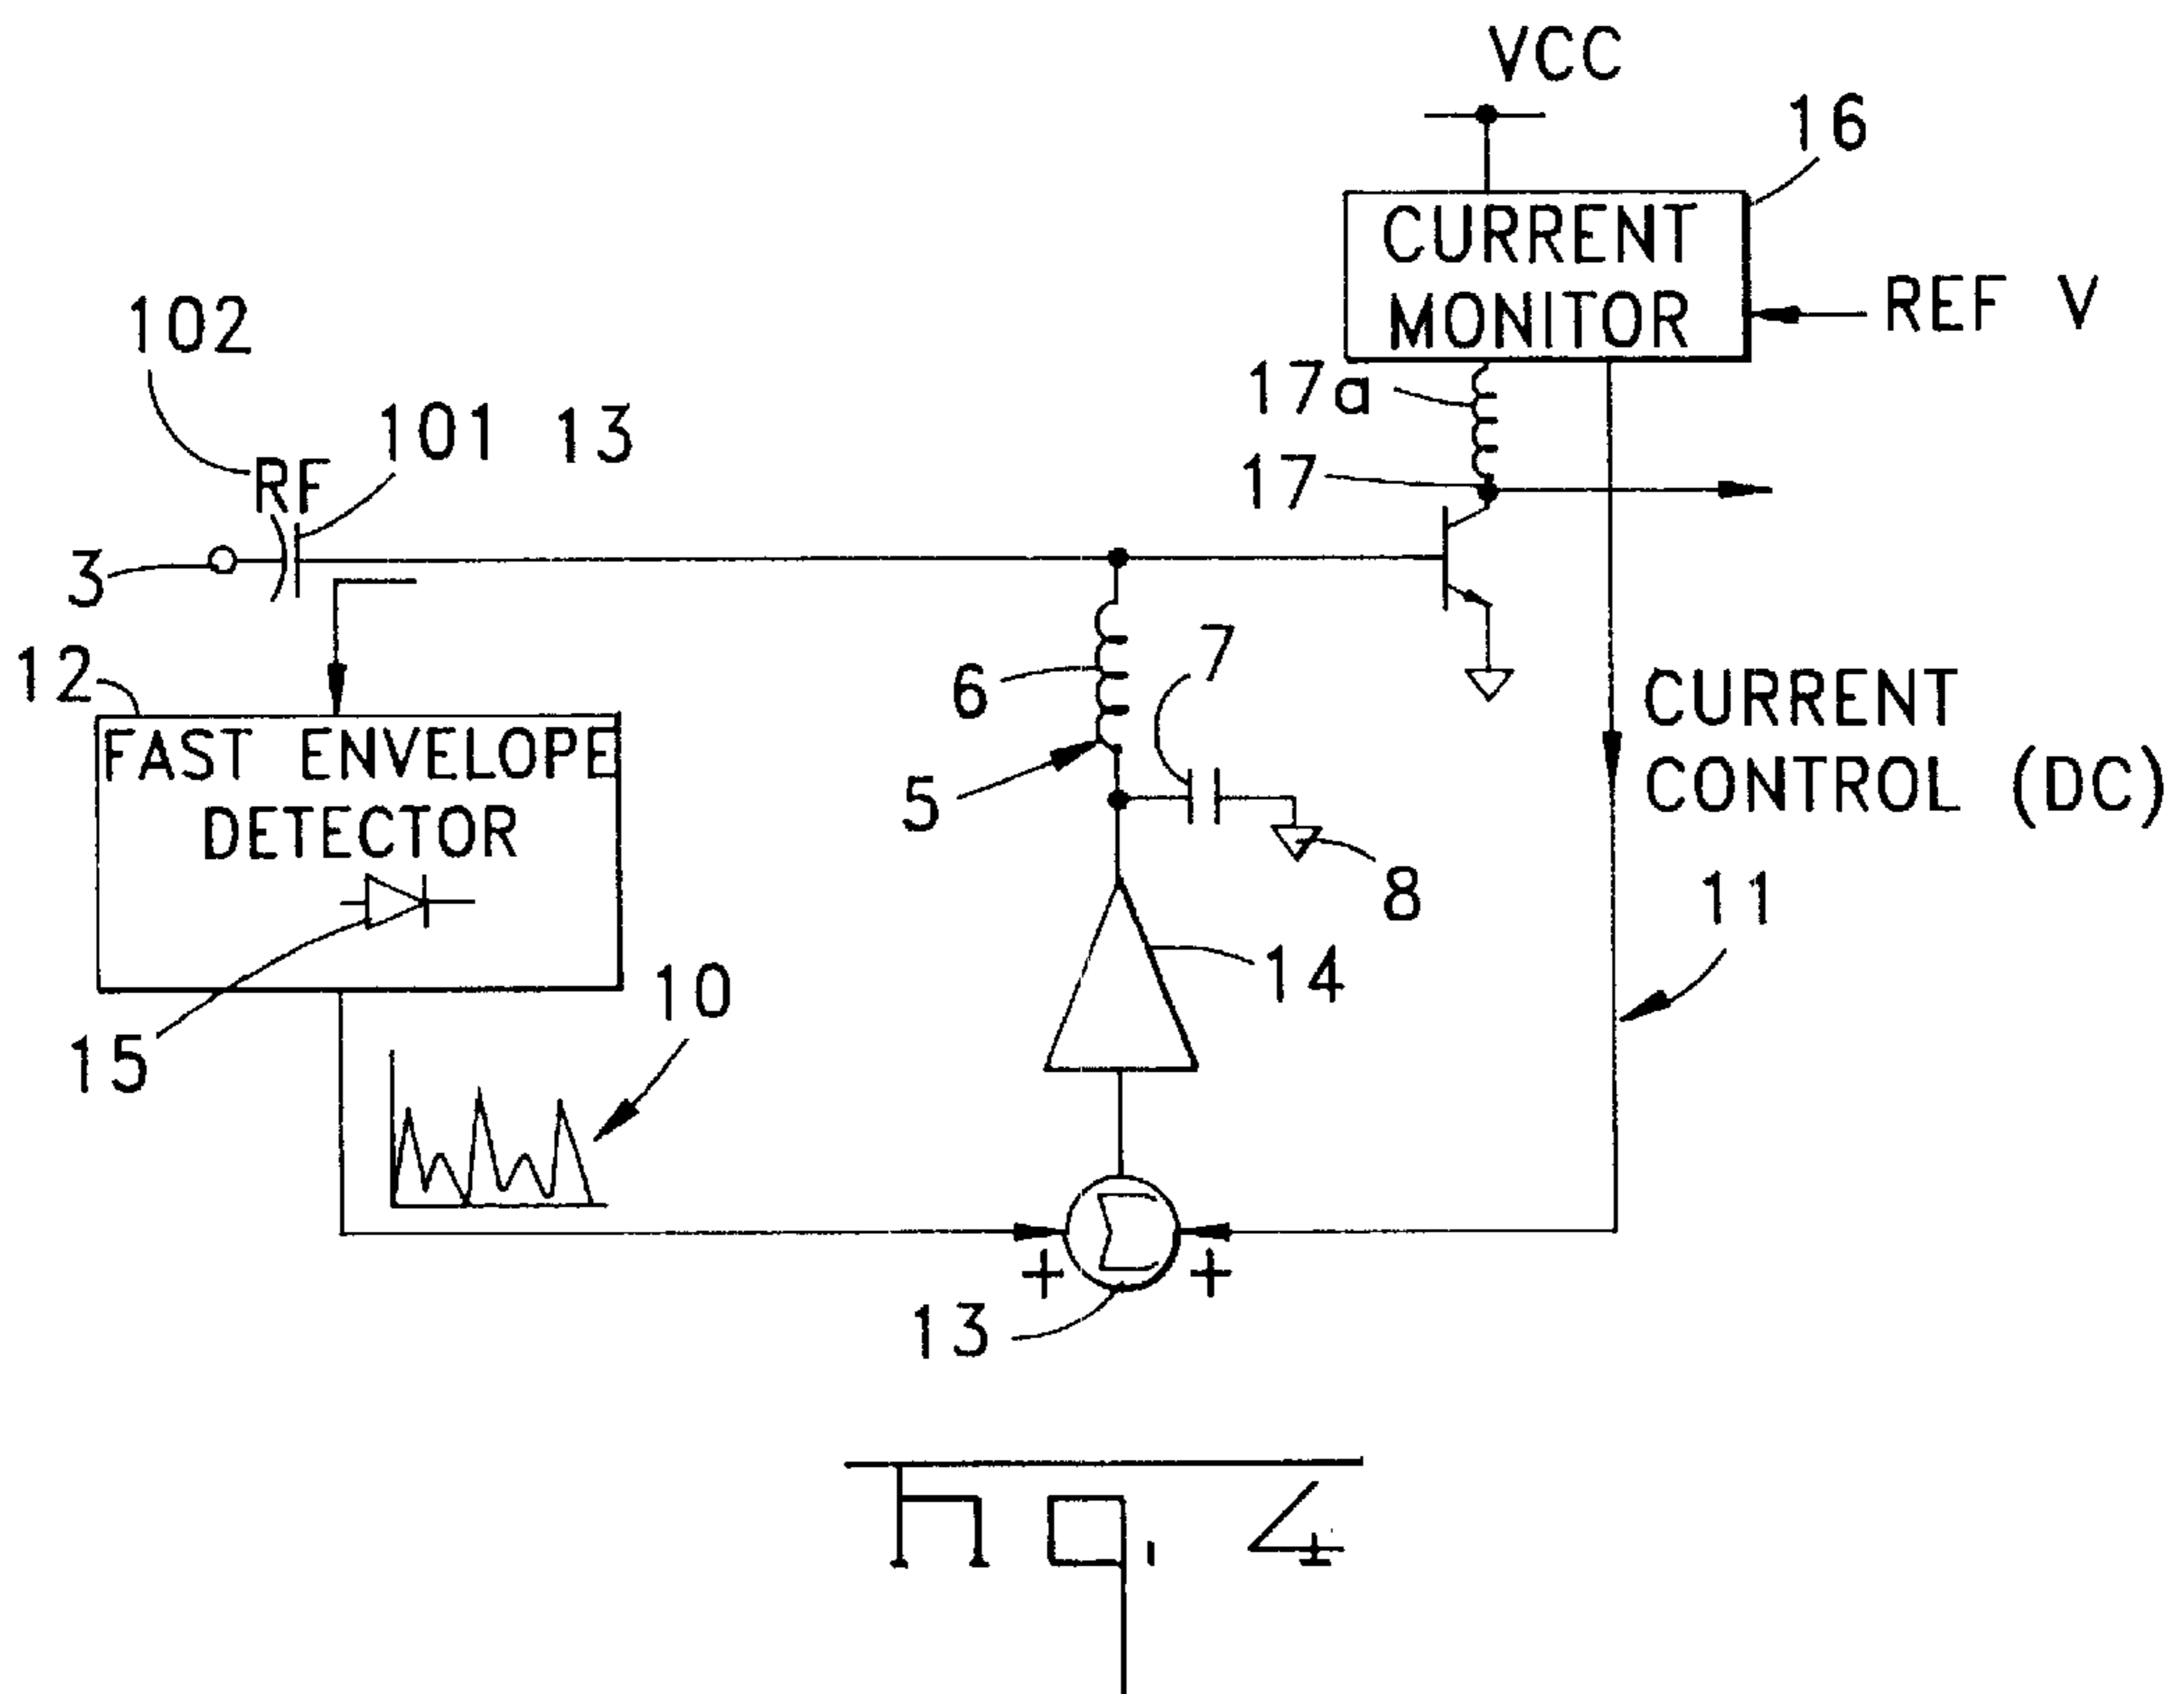 VCC
16
CURRENT
MONITOR
REF V
102
17a
101 13
RF
17
3
12
FAST ENVELOPE
DETECTOR
6
7
CURRENT
CONTROL (DC)
5
8
11
14
10
15
Σ
+ +
13
Fig. 4